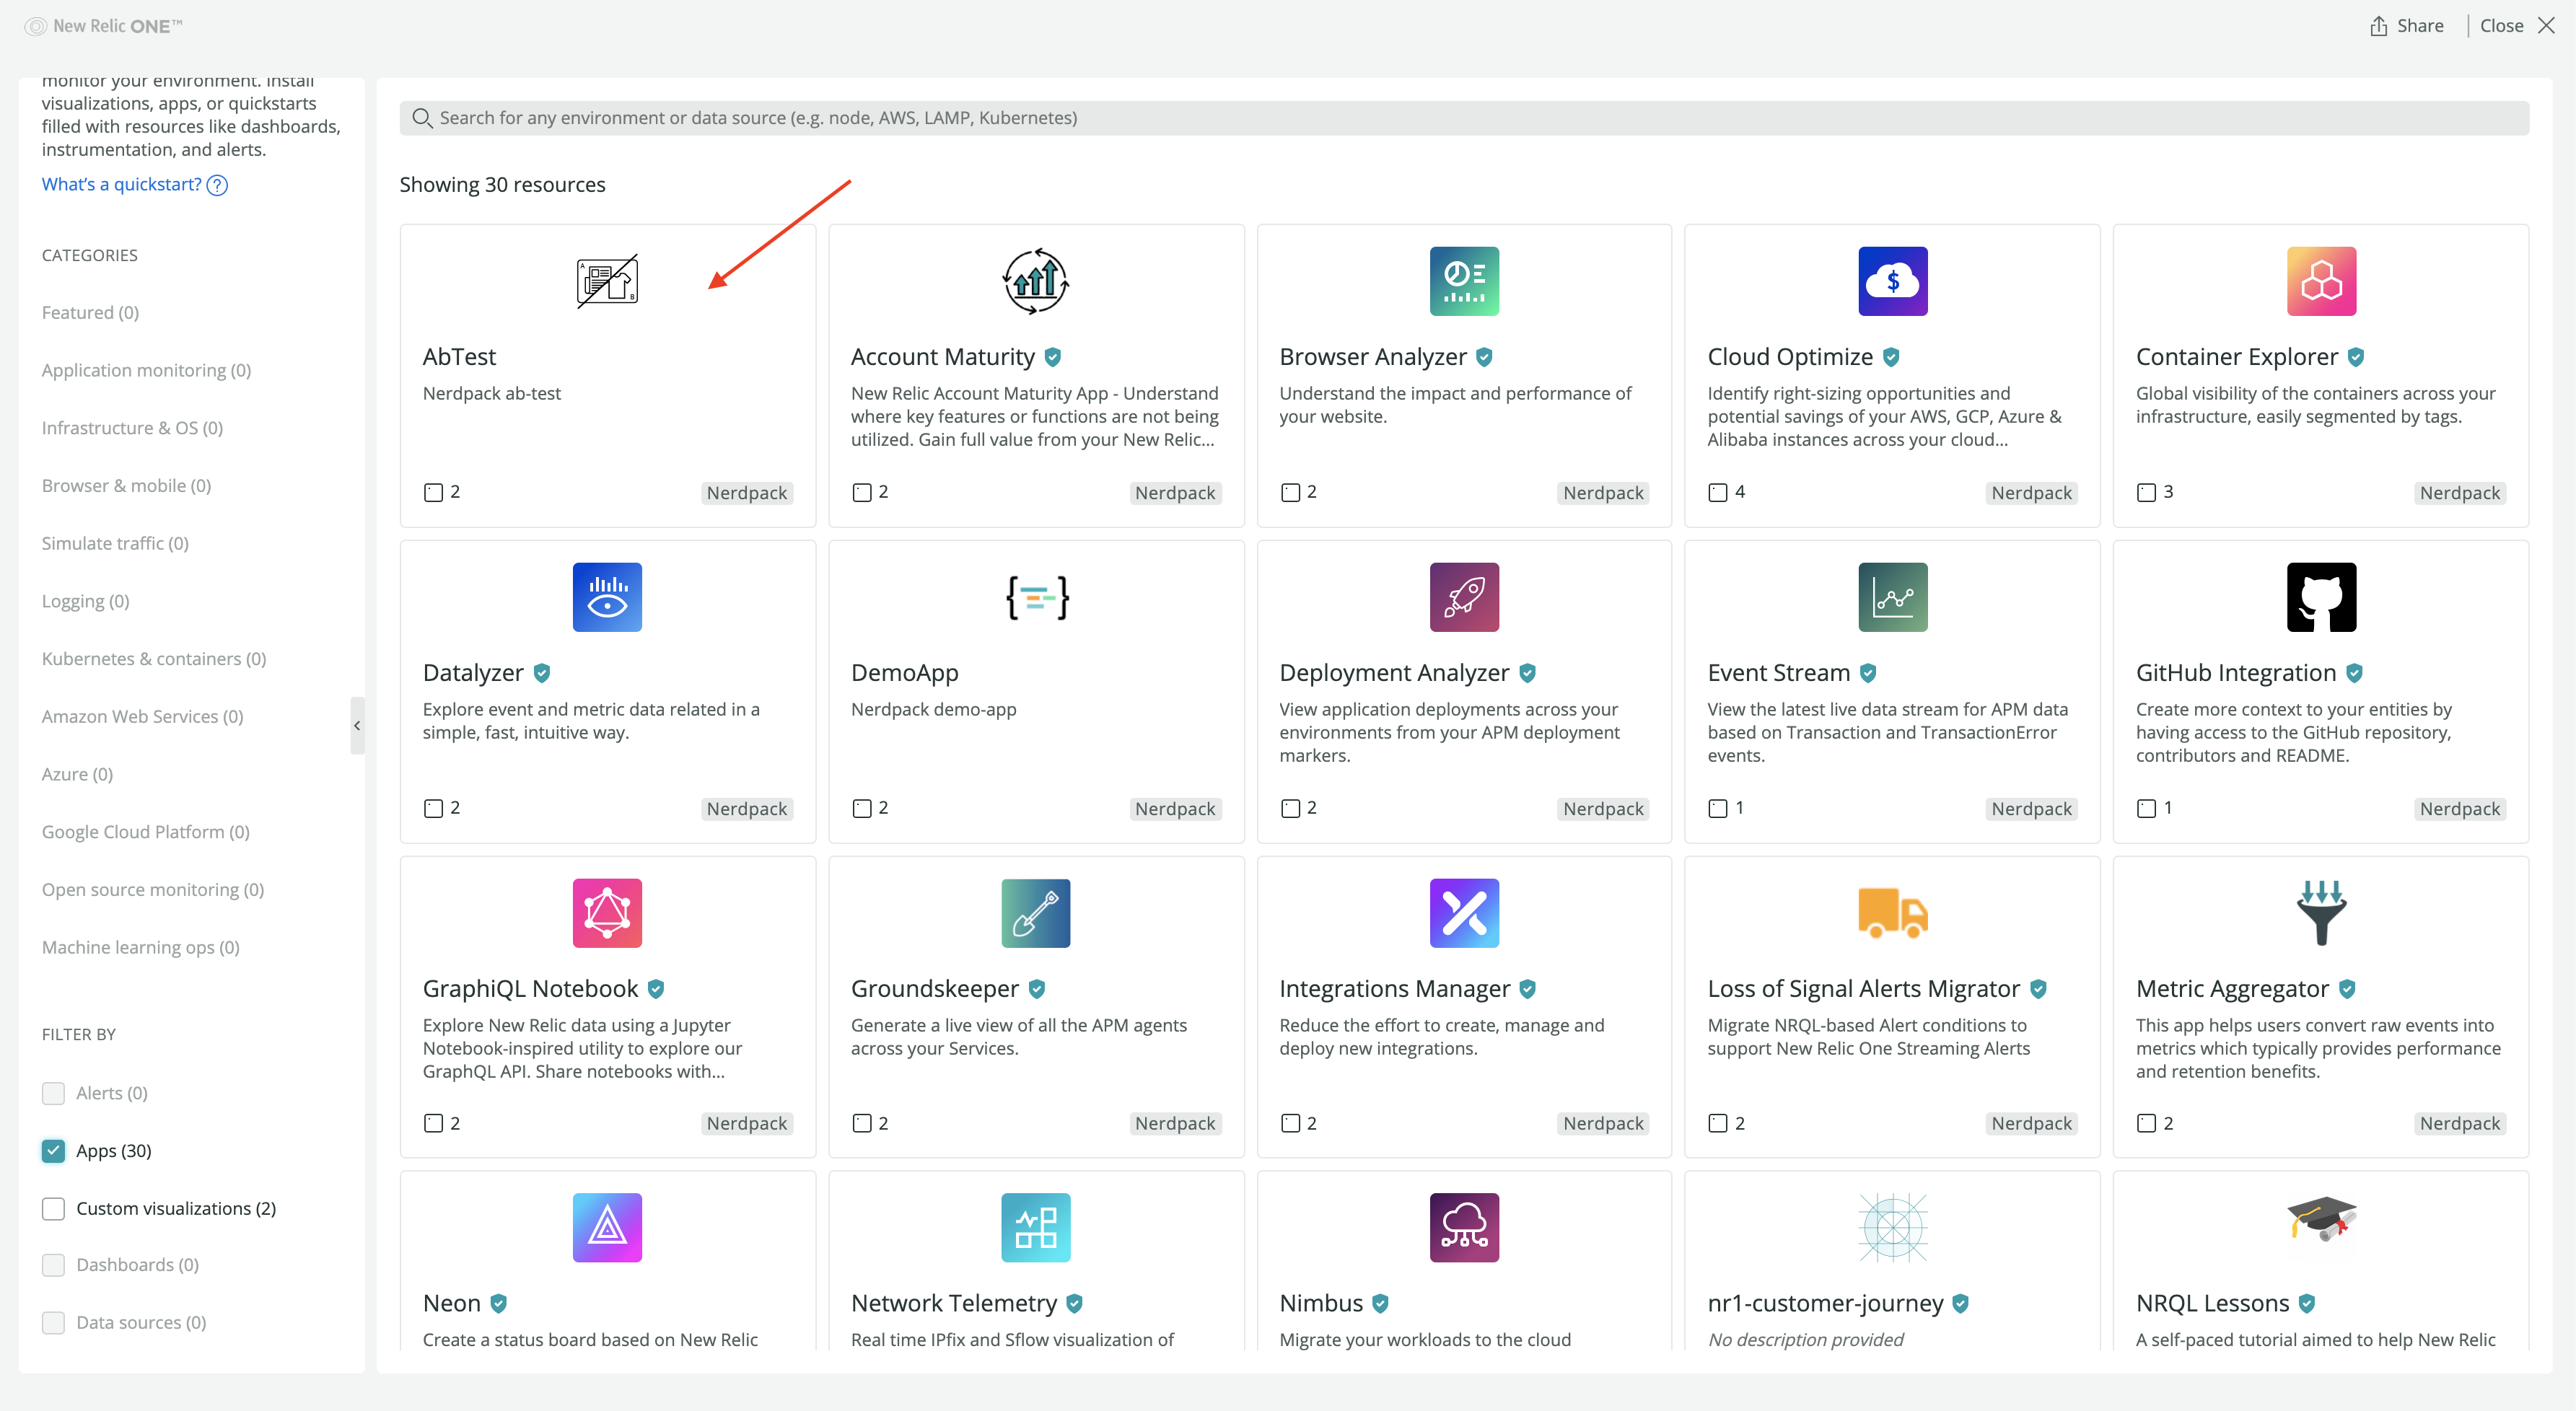 New Relic ONE™
Share
Close
monitor your environment. Install
visualizations, apps, or quickstarts
filled with resources like dashboards,
instrumentation, and alerts.
What's a quickstart? ?
CATEGORIES
Featured (0)
Application monitoring (0)
Infrastructure & OS (0)
Browser & mobile (0)
Simulate traffic (0)
Logging (0)
Kubernetes & containers (0)
Amazon Web Services (0)
Azure (0)
Google Cloud Platform (0)
Open source monitoring (0)
Machine learning ops (0)
FILTER BY
Alerts (0)
Apps (30)
Custom visualizations (2)
Dashboards (0)
Data sources (0)
Search for any environment or data source (e.g. node, AWS, LAMP, Kubernetes)
Showing 30 resources
A
B
AbTest
Nerdpack ab-test
2
Nerdpack
Account Maturity
New Relic Account Maturity App - Understand
where key features or functions are not being
utilized. Gain full value from your New Relic...
2
Nerdpack
Browser Analyzer
Understand the impact and performance of
your website.
2
Nerdpack
$
Cloud Optimize
Identify right-sizing opportunities and
potential savings of your AWS, GCP, Azure &
Alibaba instances across your cloud...
4
Nerdpack
Container Explorer
Global visibility of the containers across your
infrastructure, easily segmented by tags.
3
Nerdpack
Datalyzer
Explore event and metric data related in a
simple, fast, intuitive way.
2
Nerdpack
DemoApp
Nerdpack demo-app
2
Nerdpack
Deployment Analyzer
View application deployments across your
environments from your APM deployment
markers.
2
Nerdpack
Event Stream
View the latest live data stream for APM data
based on Transaction and TransactionError
events.
1
Nerdpack
GitHub Integration
Create more context to your entities by
having access to the GitHub repository,
contributors and README.
1
Nerdpack
GraphiQL Notebook
Explore New Relic data using a Jupyter
Notebook-inspired utility to explore our
GraphQL API. Share notebooks with...
2
Nerdpack
Groundskeeper
Generate a live view of all the APM agents
across your Services.
2
Nerdpack
Integrations Manager
Reduce the effort to create, manage and
deploy new integrations.
2
Nerdpack
Loss of Signal Alerts Migrator
Migrate NRQL-based Alert conditions to
support New Relic One Streaming Alerts
2
Nerdpack
Metric Aggregator
This app helps users convert raw events into
metrics which typically provides performance
and retention benefits.
2
Nerdpack
Neon
Create a status board based on New Relic
Network Telemetry
Real time IPfix and Sflow visualization of
Nimbus
Migrate your workloads to the cloud
nr1-customer-journey
No description provided
NRQL Lessons
A self-paced tutorial aimed to help New Relic